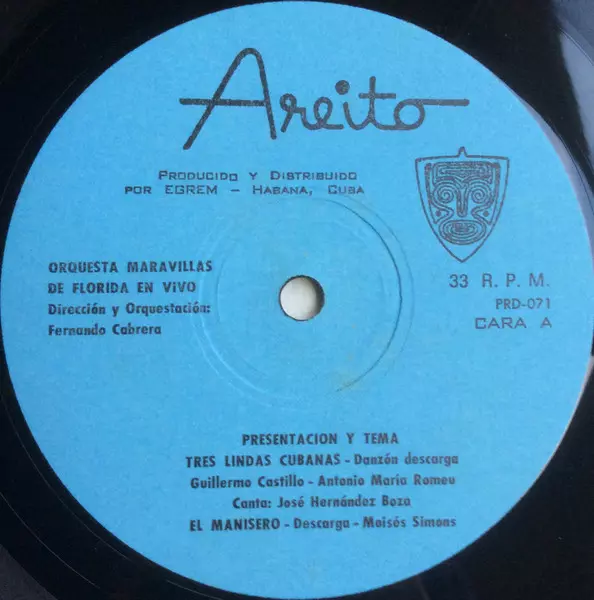 Areito
PRODUCIDO Y DISTRIBUIDO
POR EGREM – HABANA, CUBA
ORQUESTA MARAVILLAS
DE FLORIDA EN VIVO
Dirección y Orquestación:
Fernando Cabrera
33 R. P. M.
PRD-071
CARA A
PRESENTACION Y TEMA
TRES LINDAS CUBANAS - Danzón descarga
Guillermo Castillo - Antonio María Romeu
Canta: José Hernández Boza
EL MANISERO - Descarga - Moisós Simons